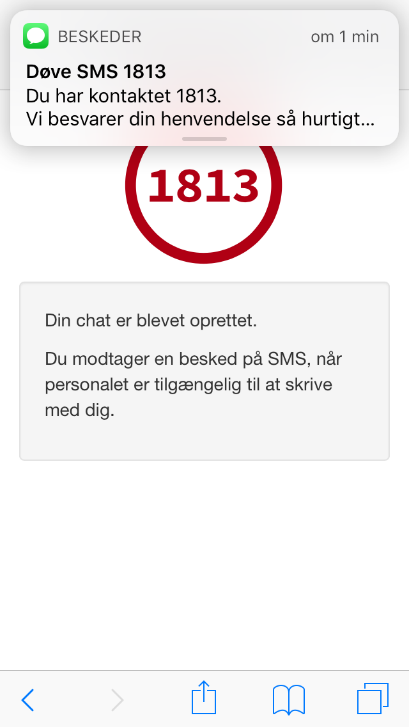 BESKEDER om 1 min
Døve SMS 1813
Du har kontaktet 1813.
Vi besvarer din henvendelse så hurtigt...
1813
Din chat er blevet oprettet.
Du modtager en besked på SMS, når
personalet er tilgængelig til at skrive
med dig.